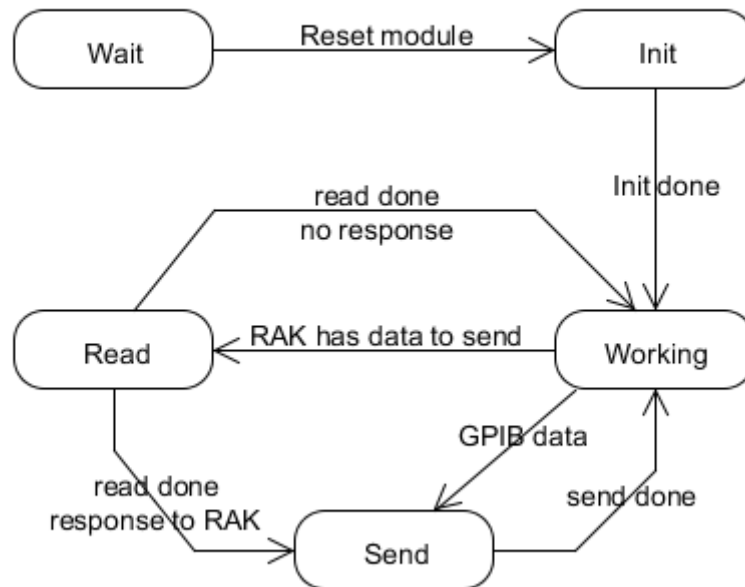 Wait
Reset module
Init
Init done
read done
no response
Read
RAK has data to send
Working
GPIB data
read done
response to RAK
send done
Send